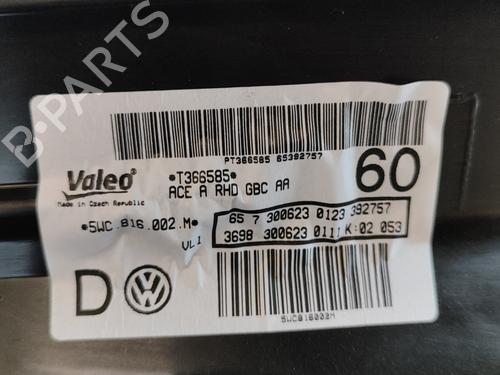 B-PARTS
PT366585 65392757
Valeo
Made in Czech Republic
*T366585*
ACE A RHD GBC AA
60
*5WC.816.002.M*
VL1
65 7 300623 0123 392757
3698 300623 0111 K:02 053
D
VW
5WC816002M